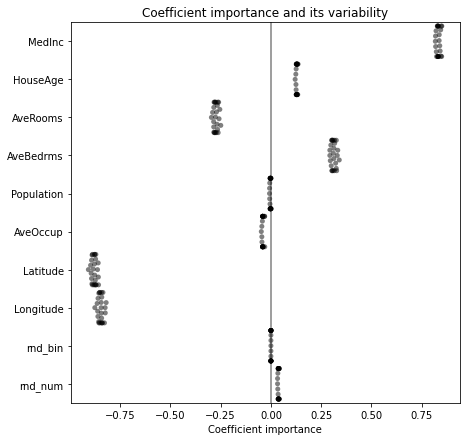 Coefficient importance and its variability
MedInc
HouseAge
AveRooms
AveBedrms
Population
AveOccup
Latitude
Longitude
rnd_bin
rnd_num
−0.75 −0.50 −0.25 0.00 0.25 0.50 0.75
Coefficient importance